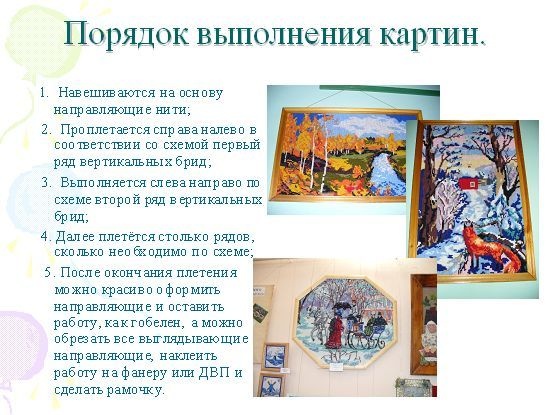 Порядок выполнения картин.
1. Навешиваются на основу
направляющие нити;
2. Проплетается справа налево в
соответствии со схемой первый
ряд вертикальных брид;
3. Выполняется слева направо по
схеме второй ряд вертикальных
брид;
4. Далее плетётся столько рядов,
сколько необходимо по схеме;
5. После окончания плетения
можно красиво оформить
направляющие и оставить
работу, как гобелен, а можно
обрезать все выглядывающие
направляющие, наклеить
работу на фанеру или ДВП и
сделать рамочку.